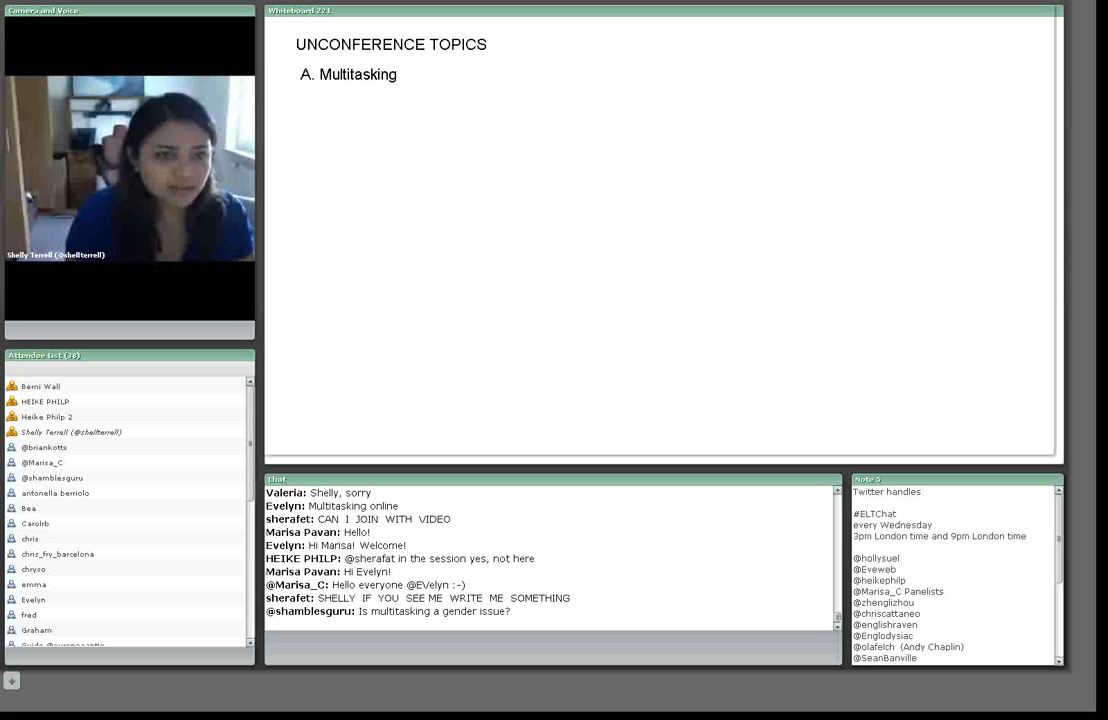 Camera and Voice
Shelly Terrell (@shellterrell)
Attendee List (38)
Berni Wall
HEIKE PHILP
Heike Philp 2
Shelly Terrell (@shellterrell)
@briankotts
@Marisa_C
@shamblesguru
antonella berriolo
Bea
Carolrb
chris
chris_fry_barcelona
chryso
emma
Evelyn
fred
Graham
Whiteboard 221
UNCONFERENCE TOPICS
A. Multitasking
Chat
Valeria: Shelly, sorry
Evelyn: Multitasking online
sherafet: CAN I JOIN WITH VIDEO
Marisa Pavan: Hello!
Evelyn: Hi Marisa! Welcome!
HEIKE PHILP: @sherafat in the session yes, not here
Marisa Pavan: Hi Evelyn!
@Marisa_C: Hello everyone @EVelyn :-)
sherafet: SHELLY IF YOU SEE ME WRITE ME SOMETHING
@shamblesguru: Is multitasking a gender issue?
Note 5
Twitter handles
#ELTChat
every Wednesday
3pm London time and 9pm London time
@hollysuel
@Eveweb
@heikephilp
@Marisa_C Panelists
@zhenglizhou
@chriscattaneo
@englishraven
@Englodysiac
@olafelch (Andy Chaplin)
@SeanBanville